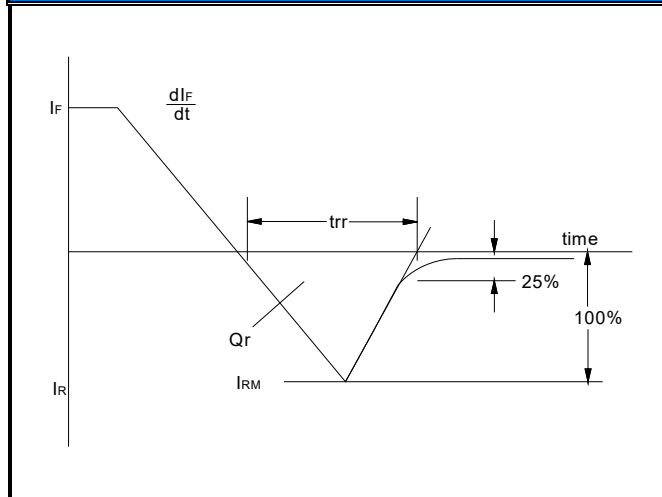 IF
dIF
dt
trr
time
25%
100%
Qr
IRM
IR